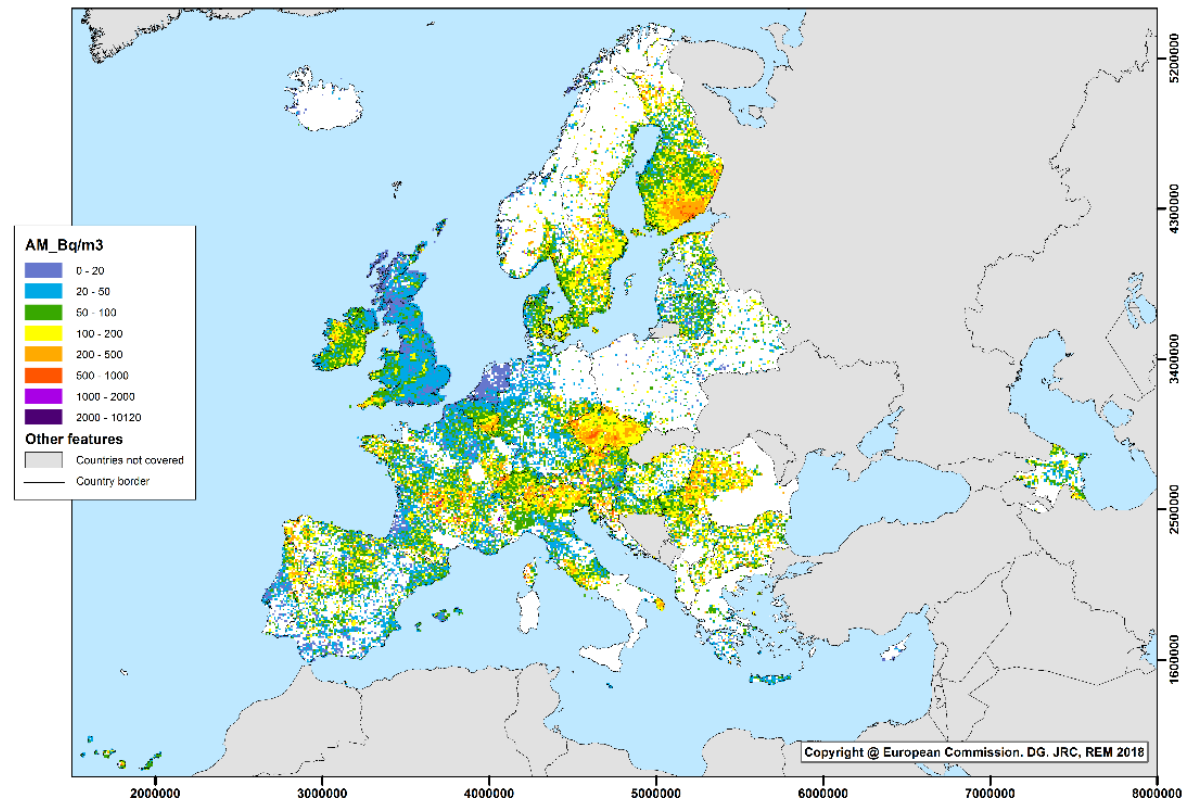 5200000
4300000
3400000
2500000
1600000
AM_Bq/m3
0 - 20
20 - 50
50 - 100
100 - 200
200 - 500
500 - 1000
1000 - 2000
2000 - 10120
Other features
Countries not covered
Country border
Copyright @ European Commission. DG. JRC, REM 2018
2000000 3000000 4000000 5000000 6000000 7000000 8000000